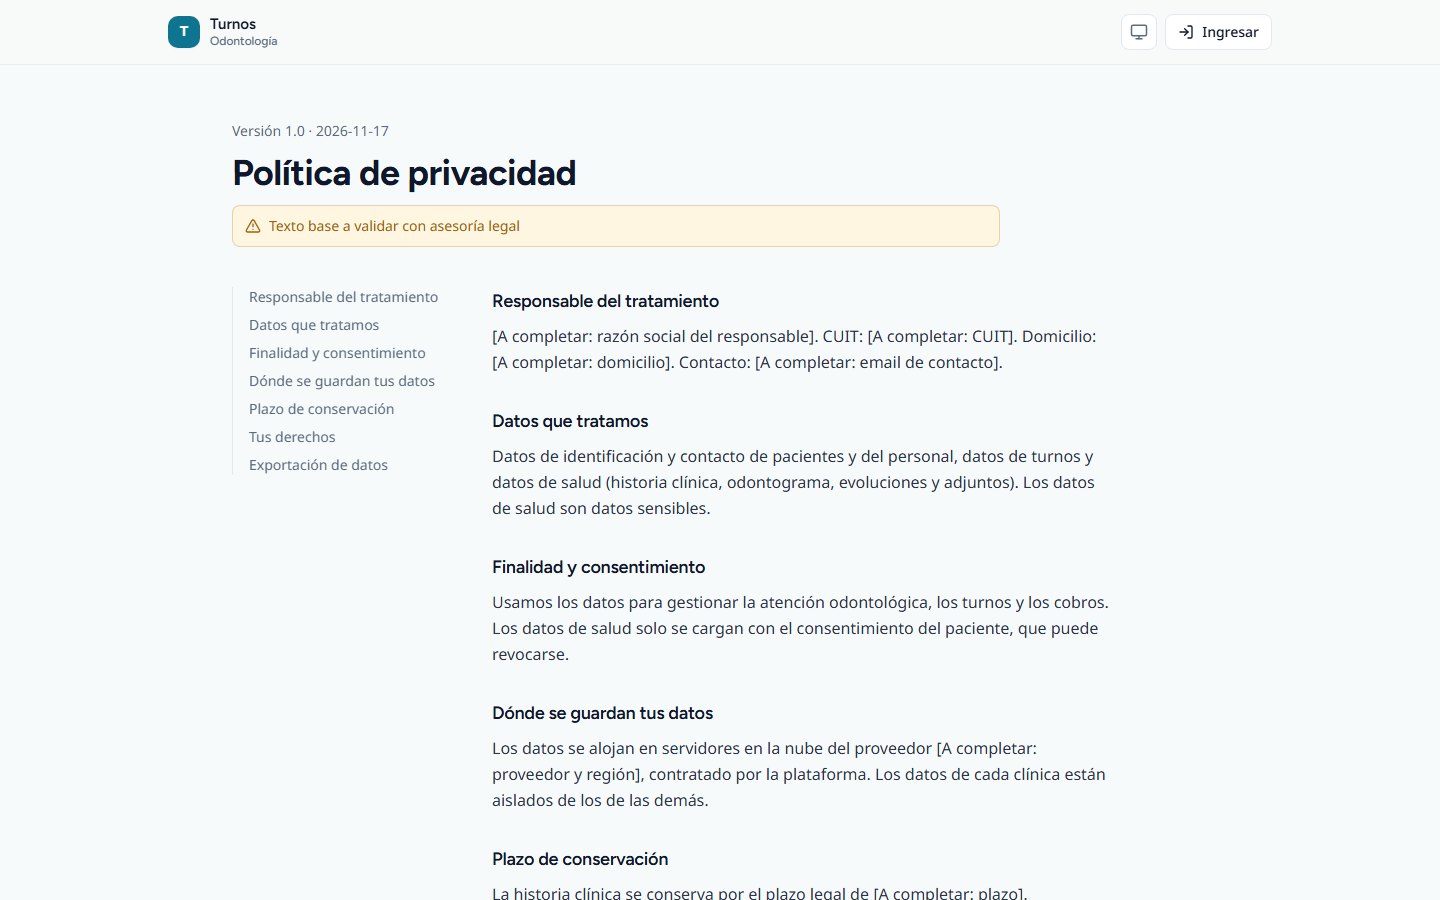 T
Turnos
Odontología
Ingresar
Versión 1.0 · 2026-11-17
Política de privacidad
Texto base a validar con asesoría legal
Responsable del tratamiento
Datos que tratamos
Finalidad y consentimiento
Dónde se guardan tus datos
Plazo de conservación
Tus derechos
Exportación de datos
Responsable del tratamiento
[A completar: razón social del responsable]. CUIT: [A completar: CUIT]. Domicilio:
[A completar: domicilio]. Contacto: [A completar: email de contacto].
Datos que tratamos
Datos de identificación y contacto de pacientes y del personal, datos de turnos y
datos de salud (historia clínica, odontograma, evoluciones y adjuntos). Los datos
de salud son datos sensibles.
Finalidad y consentimiento
Usamos los datos para gestionar la atención odontológica, los turnos y los cobros.
Los datos de salud solo se cargan con el consentimiento del paciente, que puede
revocarse.
Dónde se guardan tus datos
Los datos se alojan en servidores en la nube del proveedor [A completar:
proveedor y región], contratado por la plataforma. Los datos de cada clínica están
aislados de los de las demás.
Plazo de conservación
La historia clínica se conserva por el plazo legal de [A completar: plazo].